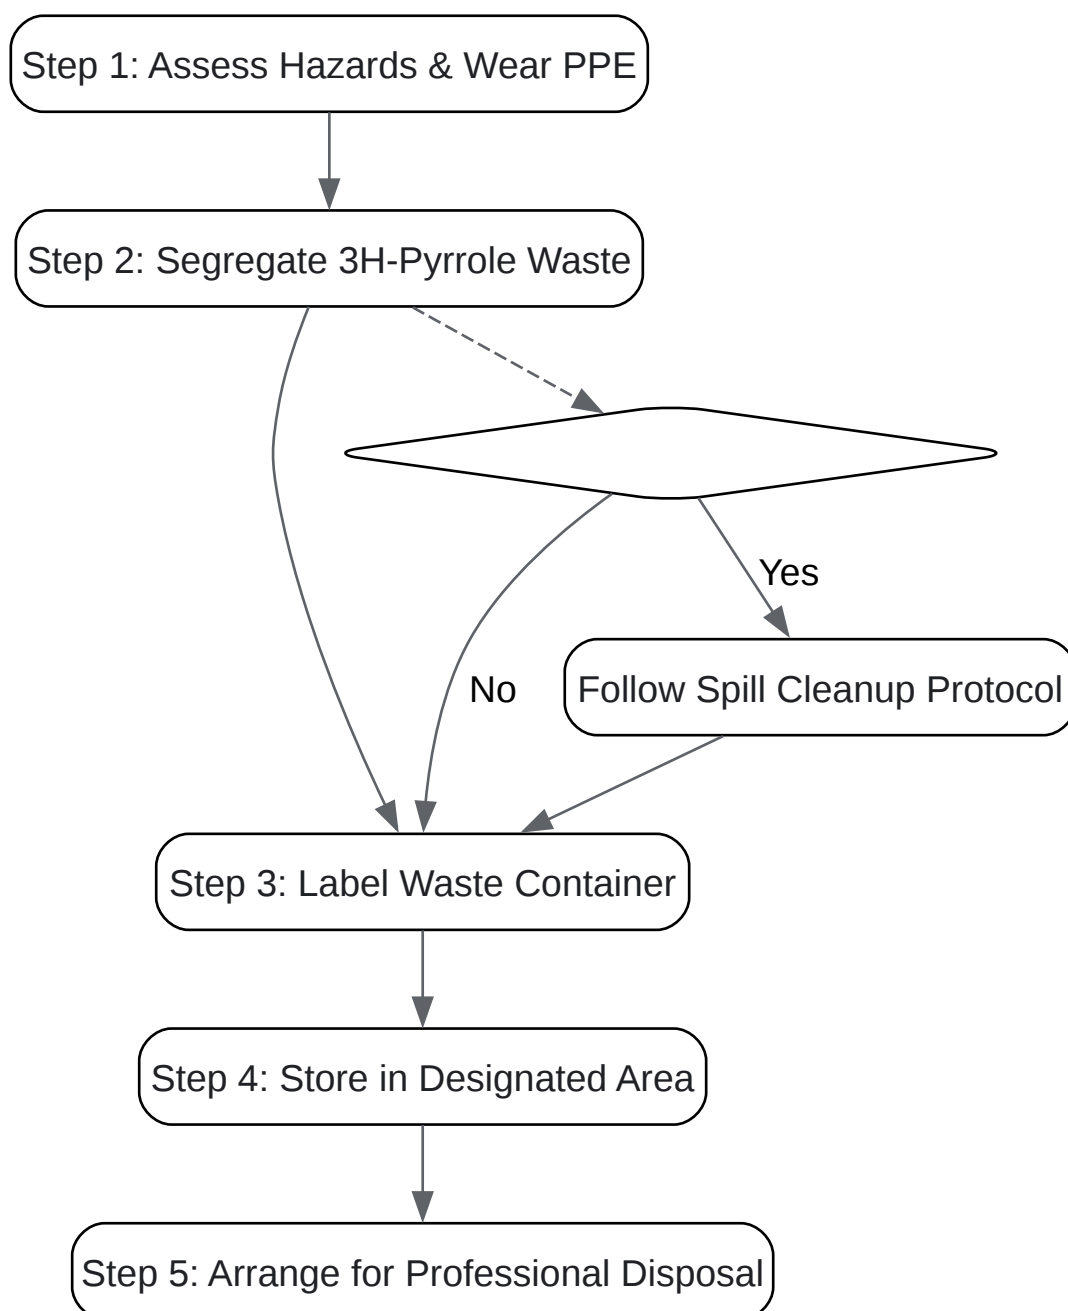 Step 1: Assess Hazards & Wear PPE
Step 2: Segregate 3H-Pyrrole Waste
Yes
No
Follow Spill Cleanup Protocol
Step 3: Label Waste Container
Step 4: Store in Designated Area
Step 5: Arrange for Professional Disposal